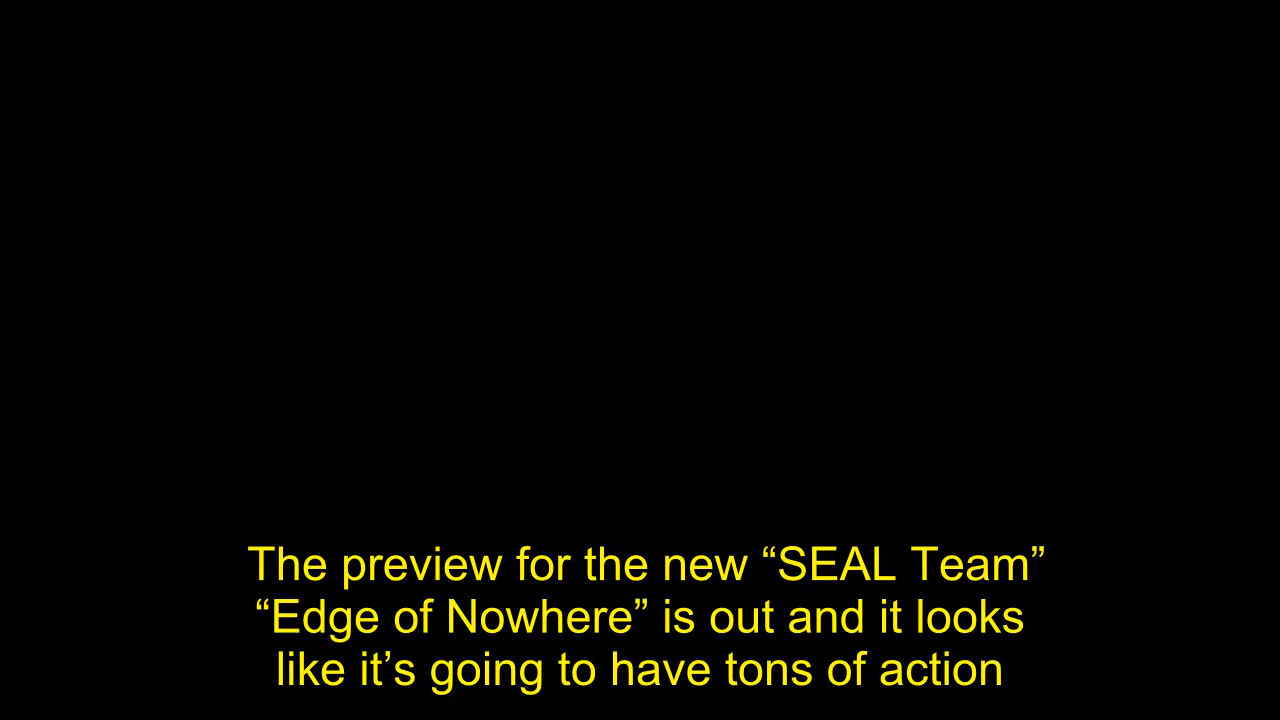 The preview for the new “SEAL Team”
“Edge of Nowhere” is out and it looks
like it’s going to have tons of action